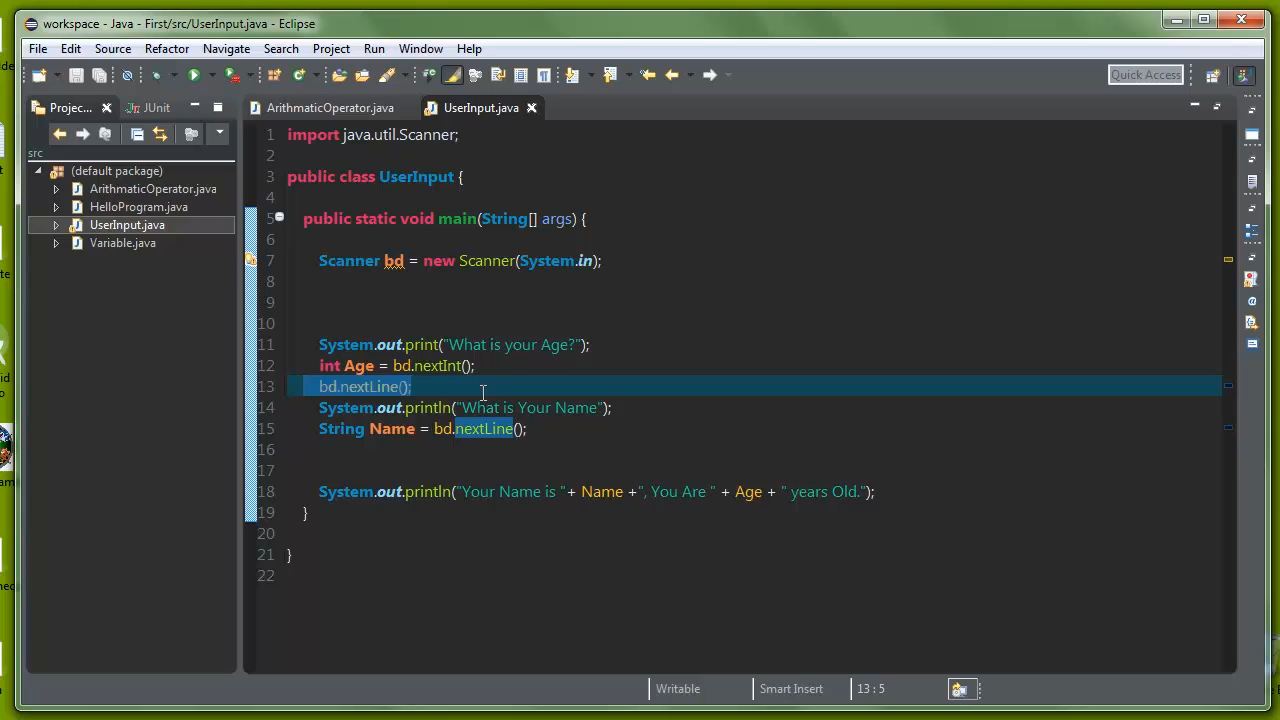 workspace - Java - First/src/UserInput.java - Eclipse
File Edit Source Refactor Navigate Search Project Run Window Help
Quick Access
Projec... JUnit
ArithmaticOperator.java UserInput.java
src
(default package)
ArithmaticOperator.java
HelloProgram.java
UserInput.java
Variable.java
1 import java.util.Scanner;
2
3 public class UserInput {
4
5 public static void main(String[] args) {
6
7 Scanner bd = new Scanner(System.in);
8
9
10
11 System.out.print("What is your Age?");
12 int Age = bd.nextInt();
13 bd.nextLine();
14 System.out.println("What is Your Name");
15 String Name = bd.nextLine();
16
17
18 System.out.println("Your Name is "+ Name +", You Are " + Age + " years Old.");
19 }
20
21 }
22
Writable Smart Insert 13 : 5